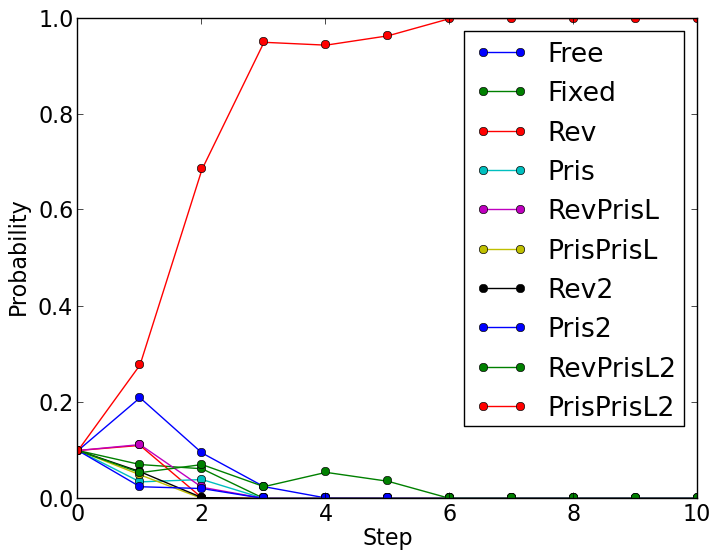 1.0
0.8
0.6
0.4
0.2
0.0
Probability
0 2 4 6 8 10
Step
Free
Fixed
Rev
Pris
RevPrisL
PrisPrisL
Rev2
Pris2
RevPrisL2
PrisPrisL2